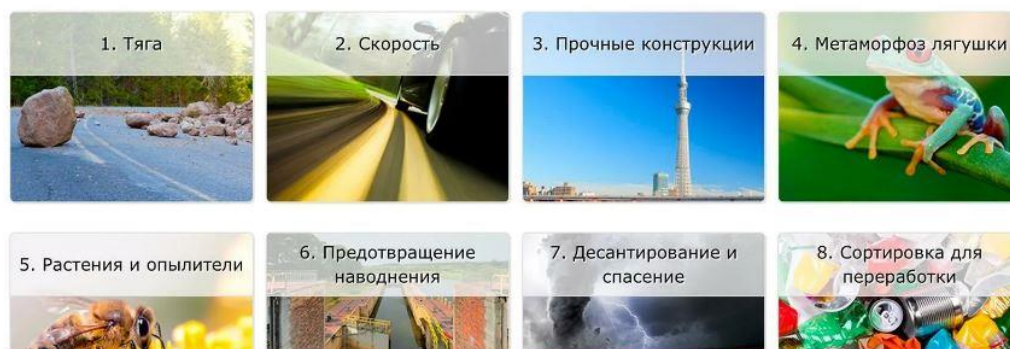 1. Тяга
2. Скорость
3. Прочные конструкции
4. Метаморфоз лягушки
5. Растения и опылители
6. Предотвращение
наводнения
7. Десантирование и
спасение
8. Сортировка для
переработки